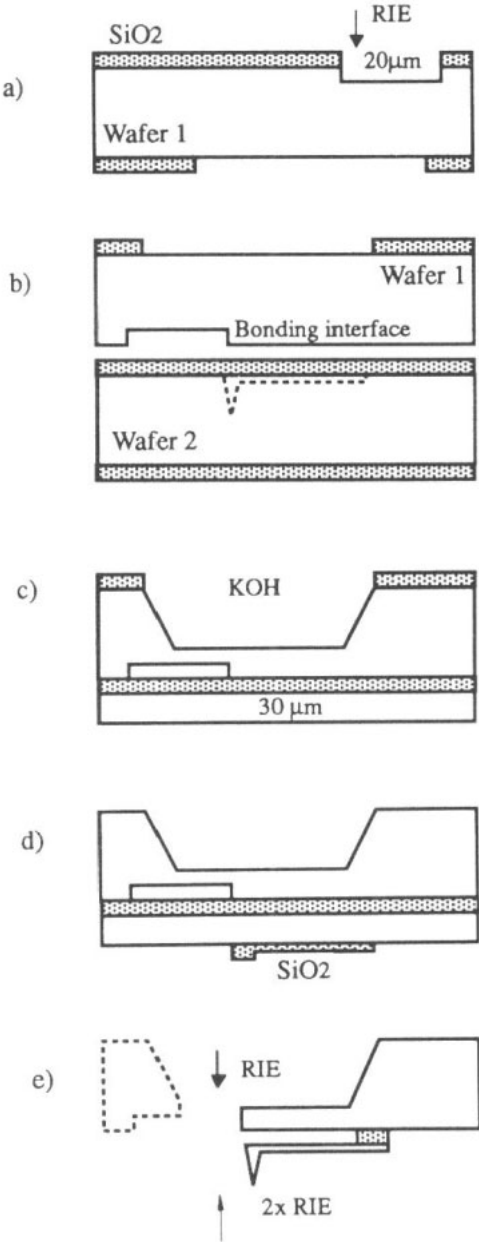 RIE
SiO2
20µm
a)
Wafer 1
b)
Wafer 1
Bonding interface
Wafer 2
c)
KOH
30 µm
d)
SiO2
e)
RIE
2x RIE